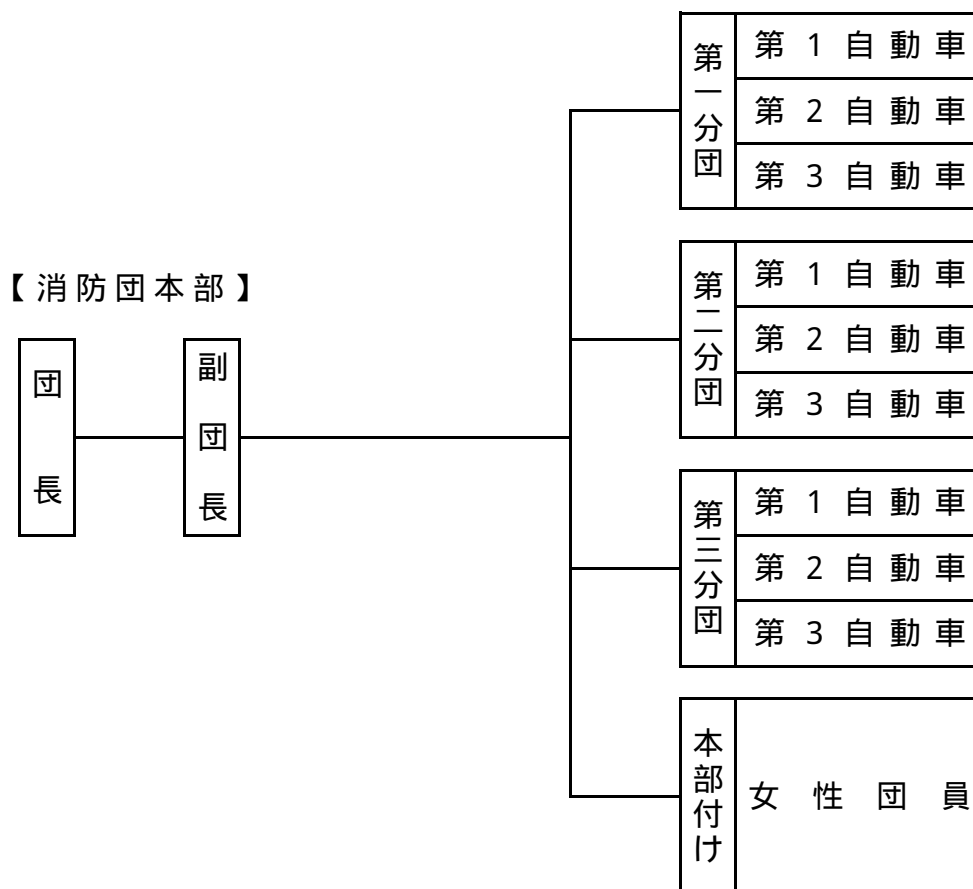 【消防団本部】
団長
副団長
第一分団
第1自動車
第2自動車
第3自動車
第二分団
第1自動車
第2自動車
第3自動車
第三分団
第1自動車
第2自動車
第3自動車
本部付け
女性団員